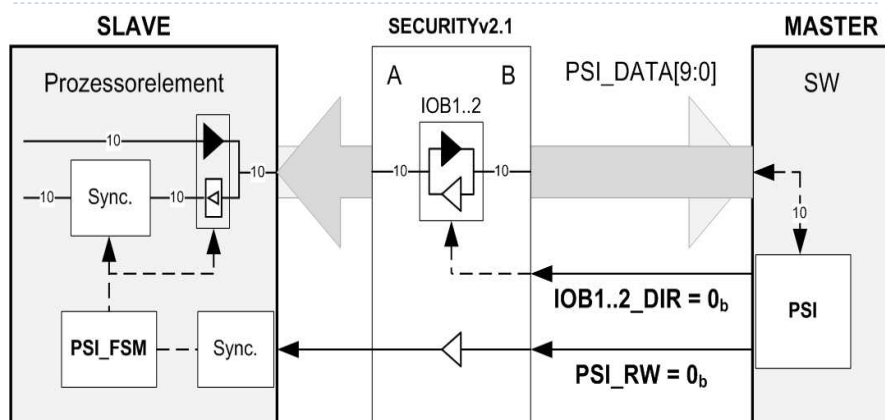 SLAVE
SECURITYv2.1
MASTER
Prozessorelement
A
B
PSI_DATA[9:0]
SW
IOB1..2
10
10
10
10
10
10
Sync.
10
IOB1..2_DIR = 0b
PSI
PSI_FSM
Sync.
PSI_RW = 0b